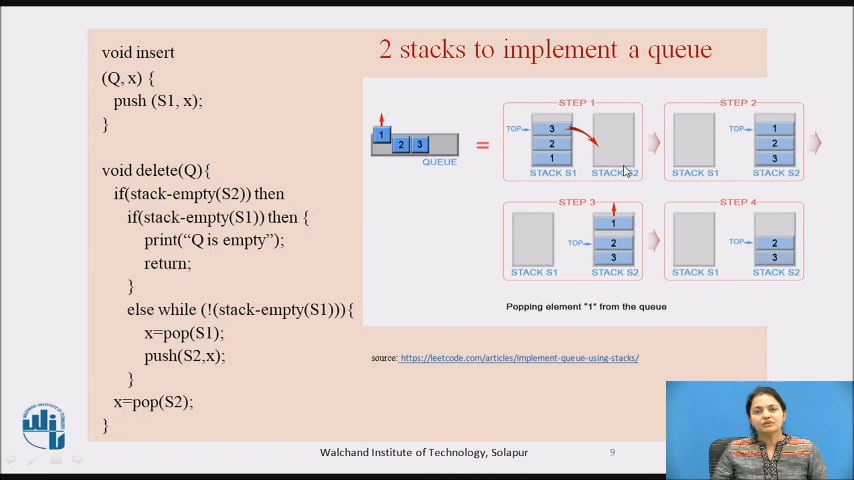 2 stacks to implement a queue
void insert
(Q, x) {
push (S1, x);
}
void delete(Q){
if(stack-empty(S2)) then
if(stack-empty(S1)) then {
print(“Q is empty”);
return;
}
else while (!(stack-empty(S1))){
x=pop(S1);
push(S2,x);
}
x=pop(S2);
}
1
2 3
QUEUE
=
STEP 1
TOP
3
2
1
STACK S1 STACK S2
STEP 2
TOP
1
2
3
STACK S1 STACK S2
STEP 3
1
TOP
2
3
STACK S1 STACK S2
STEP 4
TOP
2
3
STACK S1 STACK S2
Popping element "1" from the queue
source: https://leetcode.com/articles/implement-queue-using-stacks/
Walchand Institute of Technology, Solapur 9